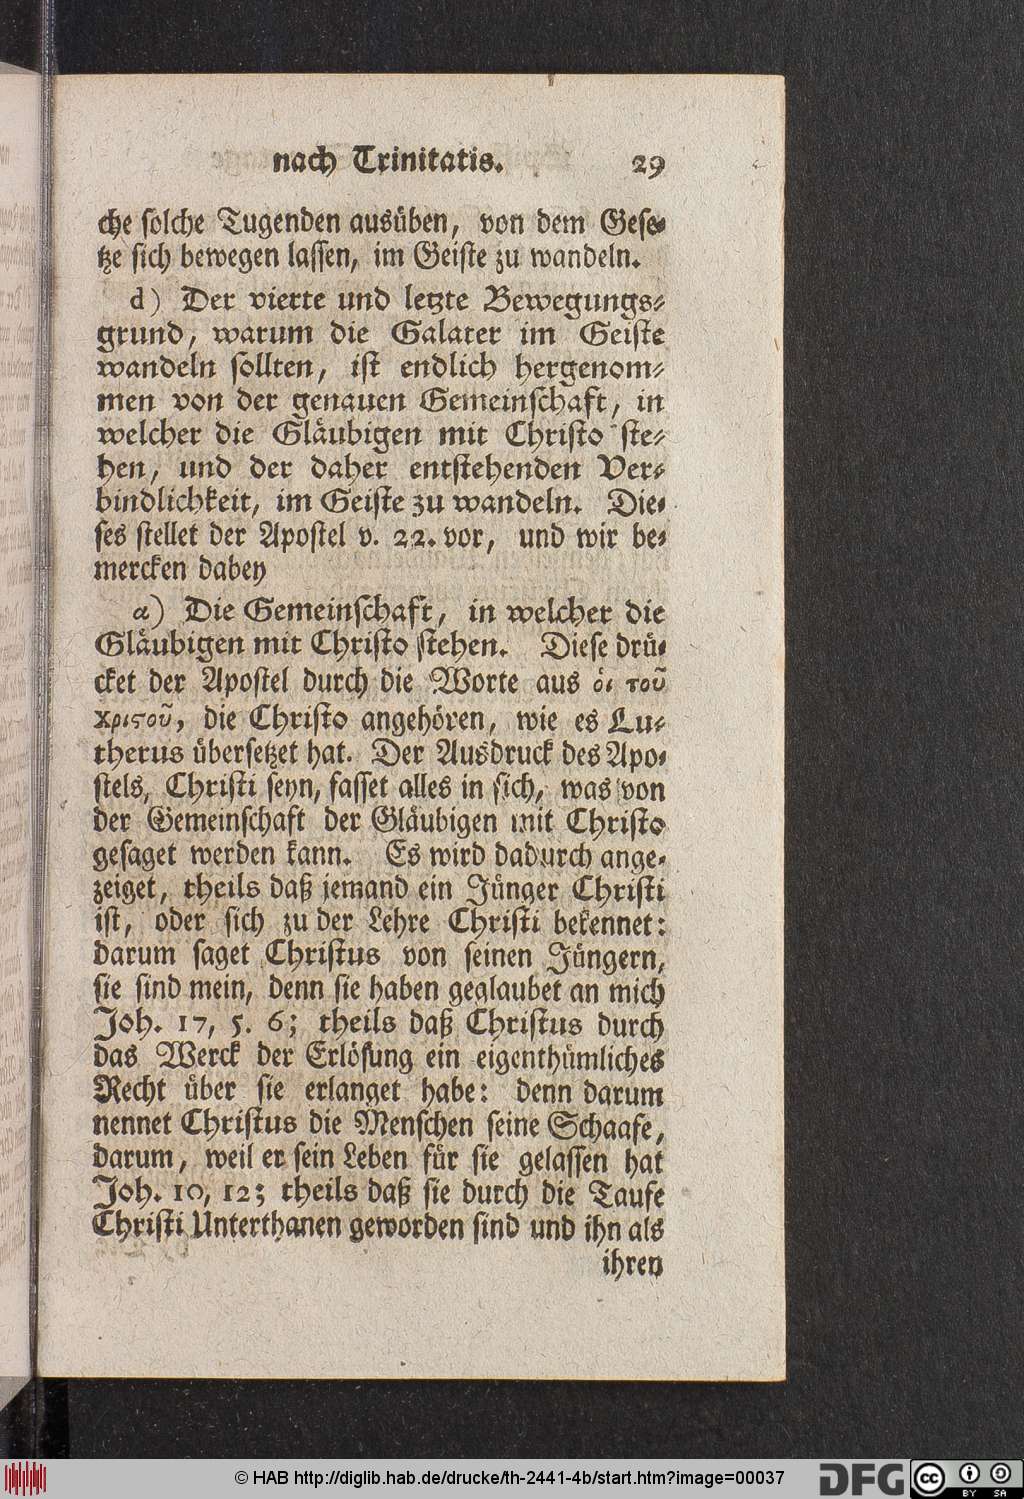 nach Trinitatis. 29
che solche Tugenden ausüben, von dem Gese-
tze sich bewegen lassen, im Geiste zu wandeln.
d) Der vierte und letzte Bewegungs-
grund, warum die Galater im Geiste
wandeln sollten, ist endlich hergenom-
men von der genauen Gemeinschaft, in
welcher die Gläubigen mit Christo ste-
hen, und der daher entstehenden Ver-
bindlichkeit, im Geiste zu wandeln. Die-
ses stellet der Apostel v. 22. vor, und wir be-
mercken dabey
α) Die Gemeinschaft, in welcher die
Gläubigen mit Christo stehen. Diese drü-
cket der Apostel durch die Worte aus ὁι τοῦ
χριϛοῦ, die Christo angehören, wie es Lu-
therus übersetzet hat. Der Ausdruck des Apo-
stels, Christi seyn, fasset alles in sich, was von
der Gemeinschaft der Gläubigen mit Christo
gesaget werden kann. Es wird dadurch ange-
zeiget, theils daß jemand ein Jünger Christi
ist, oder sich zu der Lehre Christi bekennet:
darum saget Christus von seinen Jüngern,
sie sind mein, denn sie haben geglaubet an mich
Joh. 17, 5. 6; theils daß Christus durch
das Werck der Erlösung ein eigenthümliches
Recht über sie erlanget habe: denn darum
nennet Christus die Menschen seine Schaafe,
darum, weil er sein Leben für sie gelassen hat
Joh. 10, 12; theils daß sie durch die Taufe
Christi Unterthanen geworden sind und ihn als
ihren
© HAB http://diglib.hab.de/drucke/th-2441-4b/start.htm?image=00037
DFG
cc BY SA